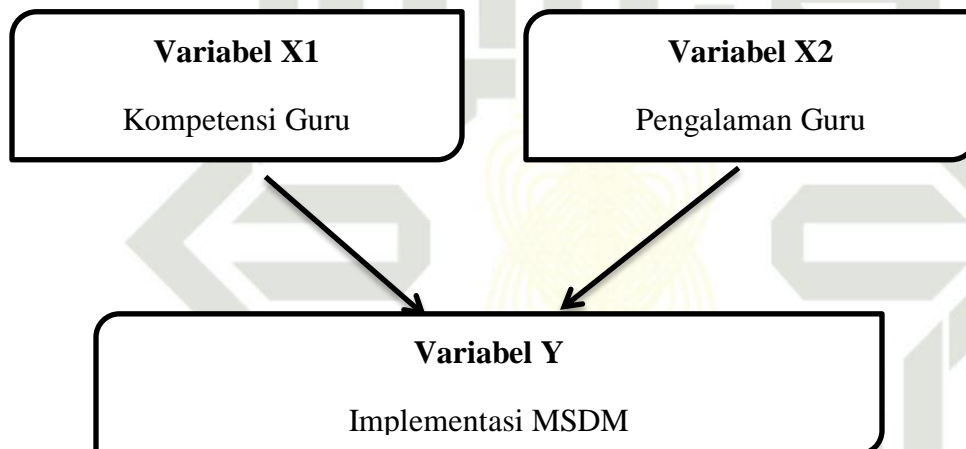 Variabel X1
Kompetensi Guru
Variabel X2
Pengalaman Guru
Variabel Y
Implementasi MSDM